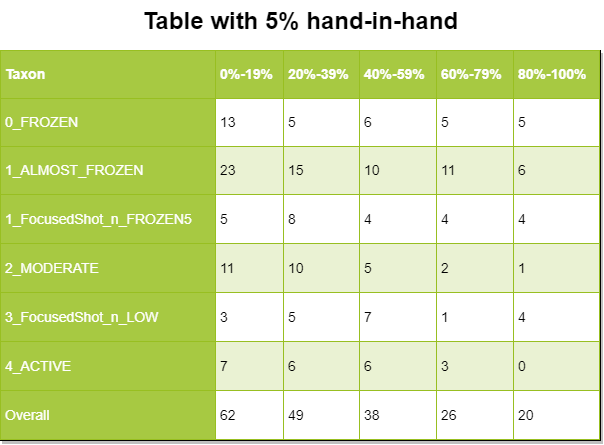 Table with 5% hand-in-hand
Taxon 0%-19% 20%-39% 40%-59% 60%-79% 80%-100%
0_FROZEN 13 5 6 5 5
1_ALMOST_FROZEN 23 15 10 11 6
1_FocusedShot_n_FROZEN5 5 8 4 4 4
2_MODERATE 11 10 5 2 1
3_FocusedShot_n_LOW 3 5 7 1 4
4_ACTIVE 7 6 6 3 0
Overall 62 49 38 26 20